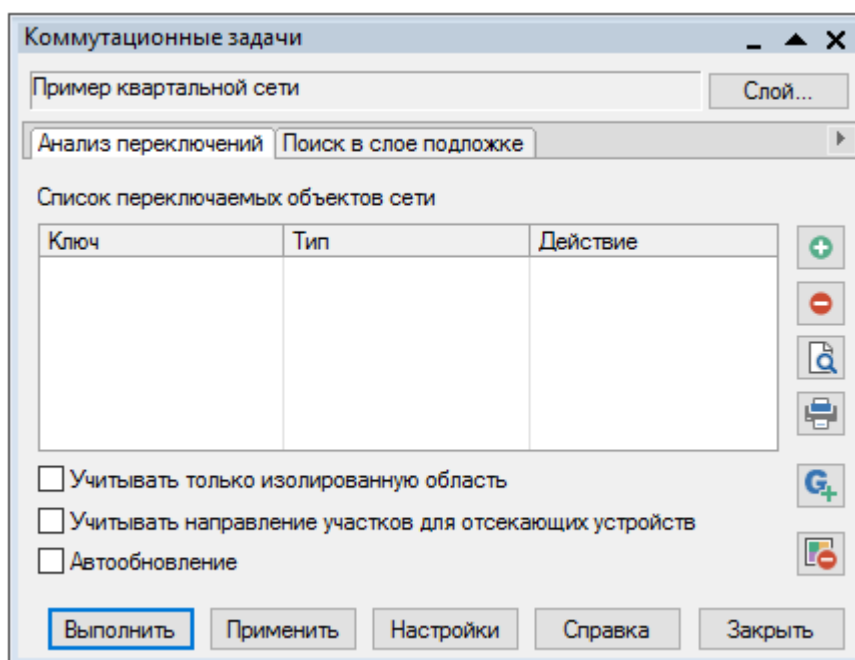 Коммутационные задачи
Пример квартальной сети
Слой...
Анализ переключений Поиск в слое подложке
Список переключаемых объектов сети
Ключ Тип Действие
Учитывать только изолированную область
Учитывать направление участков для отсекающих устройств
Автообновление
Выполнить Применить Настройки Справка Закрыть